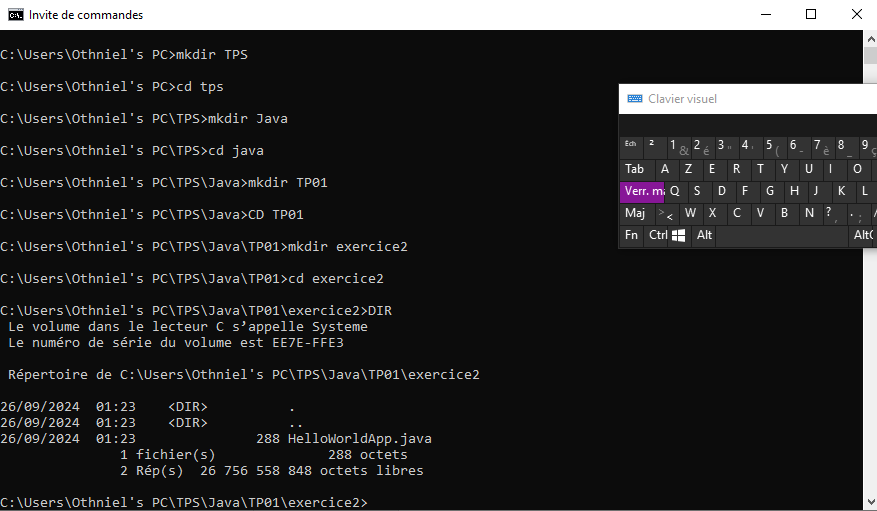 Invite de commandes
C:\Users\Othniel's PC>mkdir TPS
C:\Users\Othniel's PC>cd tps
C:\Users\Othniel's PC\TPS>mkdir Java
C:\Users\Othniel's PC\TPS>cd java
C:\Users\Othniel's PC\TPS\Java>mkdir TP01
C:\Users\Othniel's PC\TPS\Java>CD TP01
C:\Users\Othniel's PC\TPS\Java\TP01>mkdir exercice2
C:\Users\Othniel's PC\TPS\Java\TP01>cd exercice2
C:\Users\Othniel's PC\TPS\Java\TP01\exercice2>DIR
Le volume dans le lecteur C s’appelle Systeme
Le numéro de série du volume est EE7E-FFE3
Répertoire de C:\Users\Othniel's PC\TPS\Java\TP01\exercice2
26/09/2024  01:23    <DIR>          .
26/09/2024  01:23    <DIR>          ..
26/09/2024  01:23               288 HelloWorldApp.java
1 fichier(s)              288 octets
2 Rép(s)  26 756 558 848 octets libres
C:\Users\Othniel's PC\TPS\Java\TP01\exercice2>
Clavier visuel
Éch ² 1 & 2 é 3 " 4 ' 5 ( 6 - 7 è 8 _ 9 ç
Tab A Z E R T Y U I O
Verr. ma Q S D F G H J K L
Maj > < W X C V B N ? , . ; /
Fn Ctrl Alt AltG